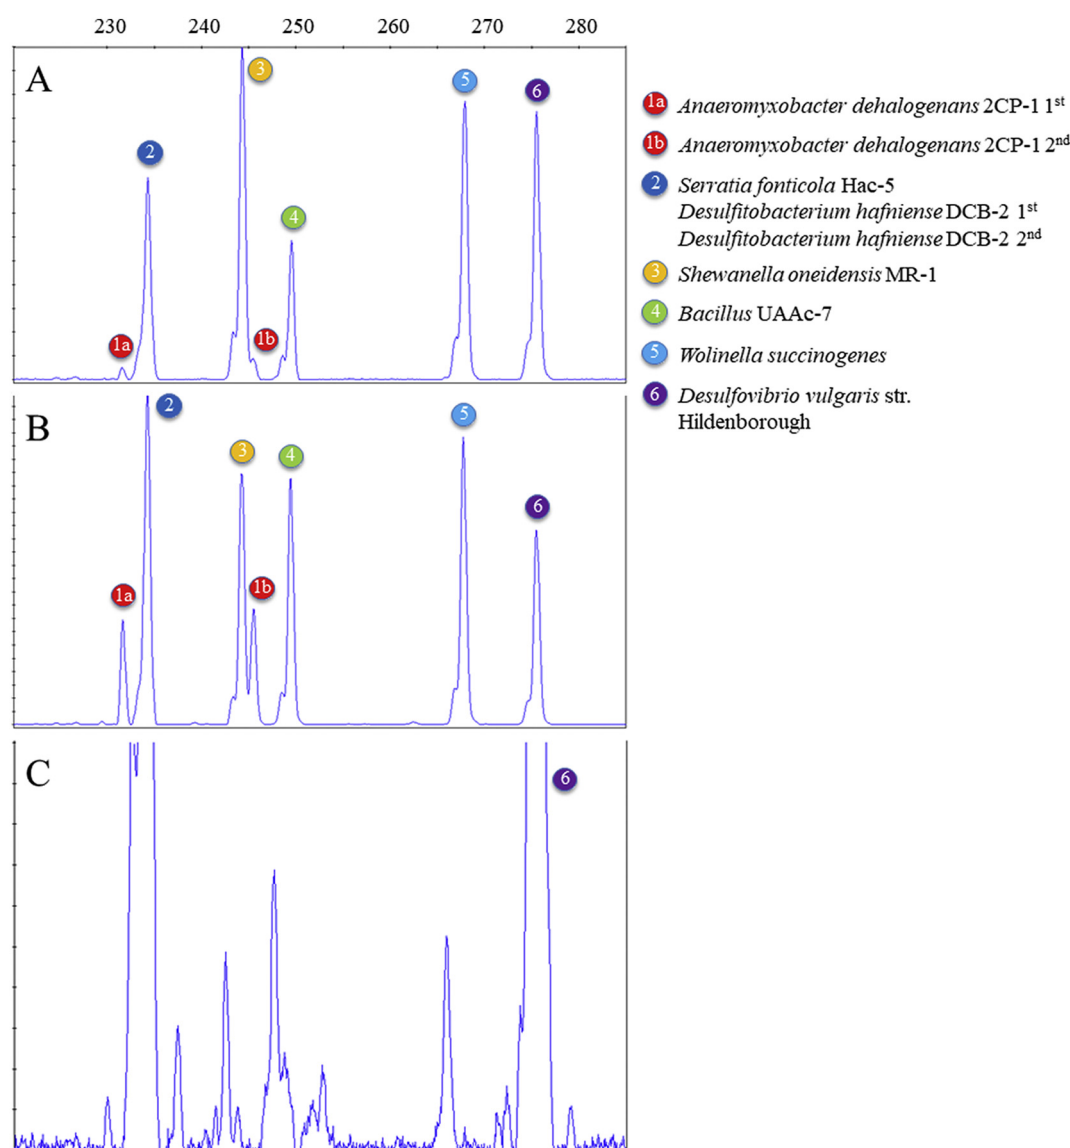 230 240 250 260 270 280
A
3
5
6
2
4
1a
1b
1a Anaeromyxobacter dehalogenans 2CP-1 1st
1b Anaeromyxobacter dehalogenans 2CP-1 2nd
2 Serratia fonticola Hac-5
Desulfitobacterium hafniense DCB-2 1st
Desulfitobacterium hafniense DCB-2 2nd
3 Shewanella oneidensis MR-1
4 Bacillus UAAc-7
5 Wolinella succinogenes
6 Desulfovibrio vulgaris str.
Hildenborough
B
2
5
3
4
6
1a
1b
C
6